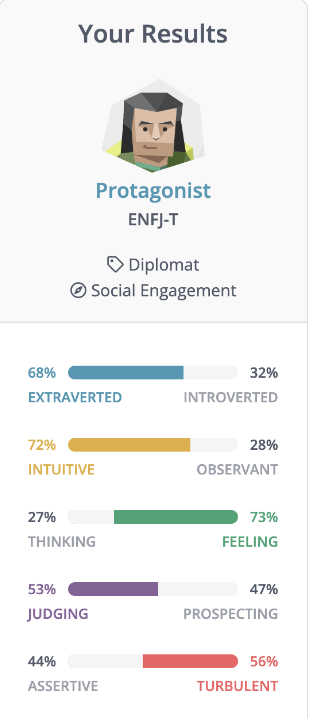 Your Results
Protagonist
ENFJ-T
Diplomat
Social Engagement
68% 32%
EXTRAVERTED INTROVERTED
72% 28%
INTUITIVE OBSERVANT
27% 73%
THINKING FEELING
53% 47%
JUDGING PROSPECTING
44% 56%
ASSERTIVE TURBULENT